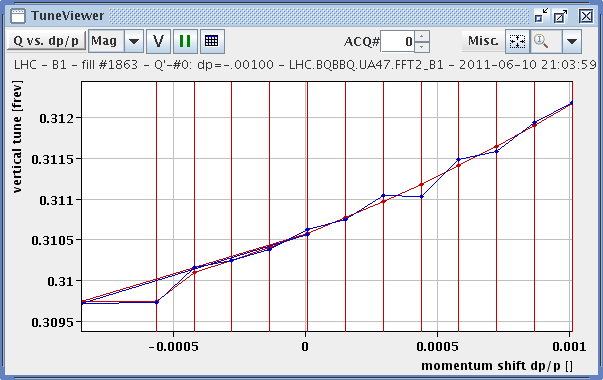 TuneViewer
Q vs. dp/p Mag V ACQ# 0 Misc.
LHC - B1 - fill #1863 - Q'-#0: dp=-.00100 - LHC.BQBBQ.UA47.FFT2_B1 - 2011-06-10 21:03:59
vertical tune [frev]
0.312
0.3115
0.311
0.3105
0.31
0.3095
-0.0005 0 0.0005 0.001
momentum shift dp/p []